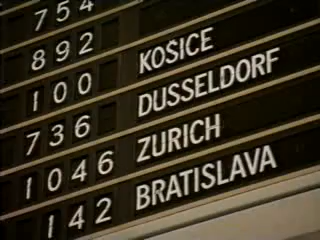 754
892
100 KOSICE
736 DUSSELDORF
1046 ZURICH
142 BRATISLAVA